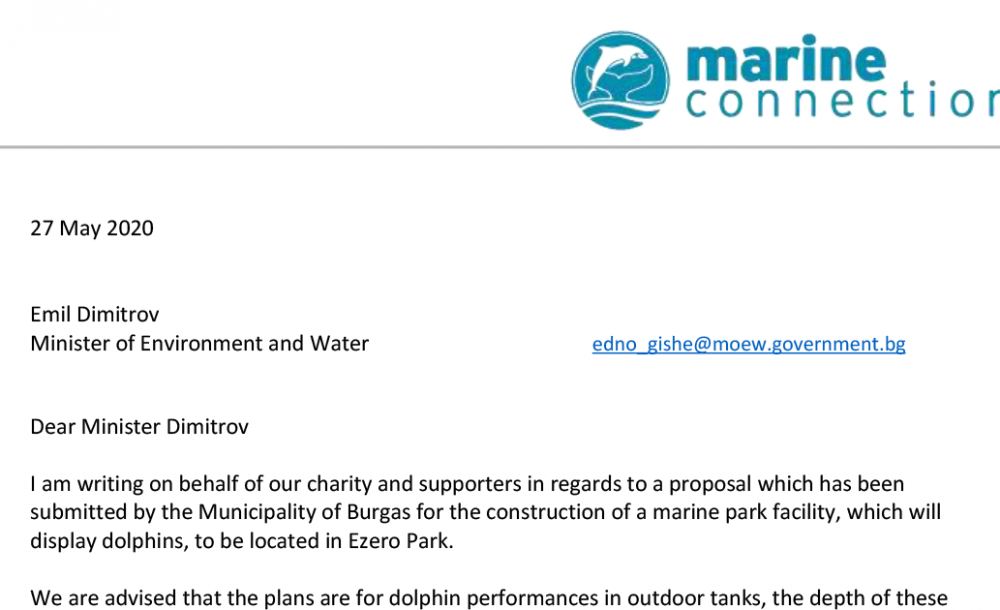 marine
connection
27 May 2020
Emil Dimitrov
Minister of Environment and Water edno_gishe@moew.government.bg
Dear Minister Dimitrov
I am writing on behalf of our charity and supporters in regards to a proposal which has been
submitted by the Municipality of Burgas for the construction of a marine park facility, which will
display dolphins, to be located in Ezero Park.
We are advised that the plans are for dolphin performances in outdoor tanks, the depth of these